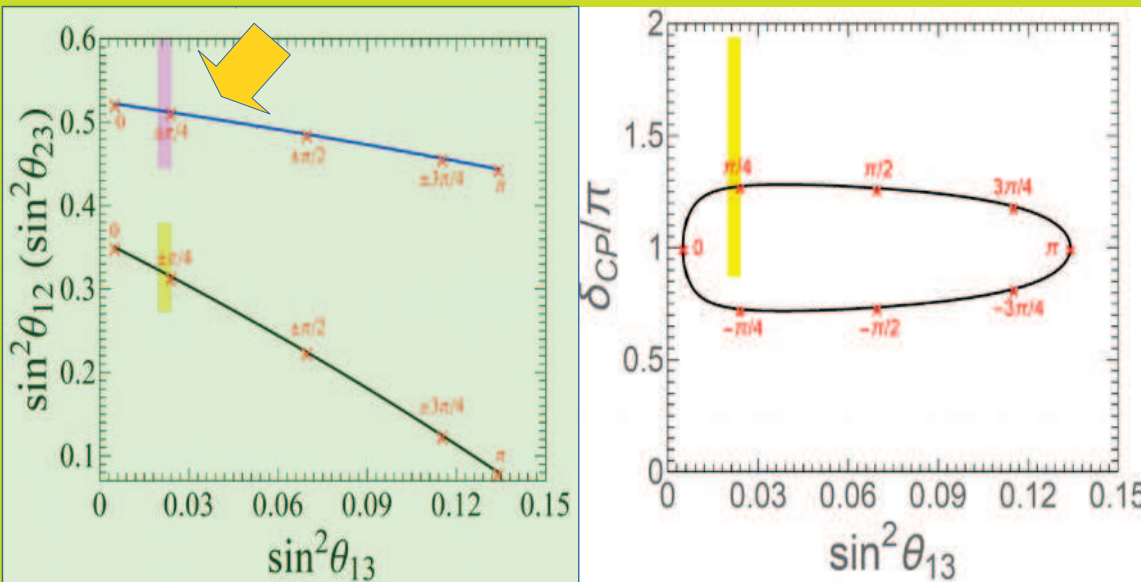 0.6
0.5
0.4
0.3
0.2
0.1
sin²θ₁₂ (sin²θ₂₃)
0
±π/4
±π/2
±3π/4
π
0
±π/4
±π/2
±3π/4
π
0 0.03 0.06 0.09 0.12 0.15
sin²θ₁₃
2
1.5
1
0.5
0
δ_CP/π
π/4
π/2
3π/4
0
π
-π/4
-π/2
-3π/4
0 0.03 0.06 0.09 0.12 0.15
sin²θ₁₃